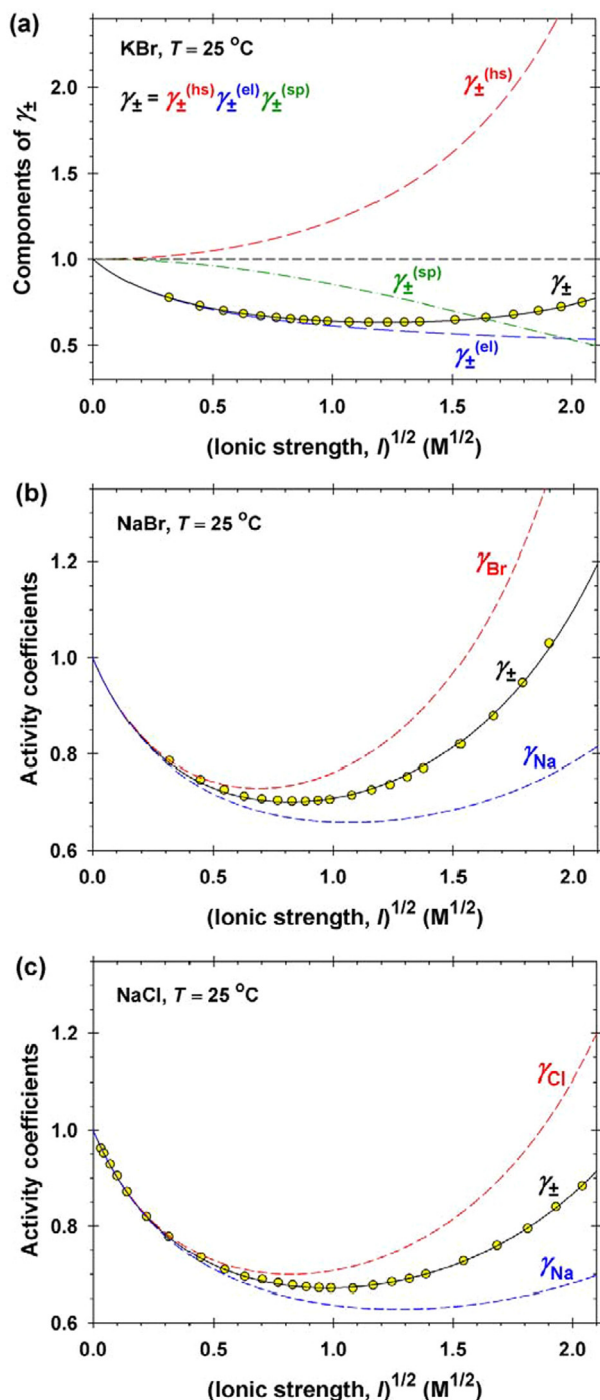 (a)
KBr, T = 25 °C
γ± = γ±(hs)γ±(el)γ±(sp)
γ±(hs)
γ±(sp)
γ±
γ±(el)
Components of γ±
2.0
1.5
1.0
0.5
0.0 0.5 1.0 1.5 2.0
(Ionic strength, I)1/2 (M1/2)
(b)
NaBr, T = 25 °C
γBr
γ±
γNa
Activity coefficients
1.2
1.0
0.8
0.6
0.0 0.5 1.0 1.5 2.0
(Ionic strength, I)1/2 (M1/2)
(c)
NaCl, T = 25 °C
γCl
γ±
γNa
Activity coefficients
1.2
1.0
0.8
0.6
0.0 0.5 1.0 1.5 2.0
(Ionic strength, I)1/2 (M1/2)